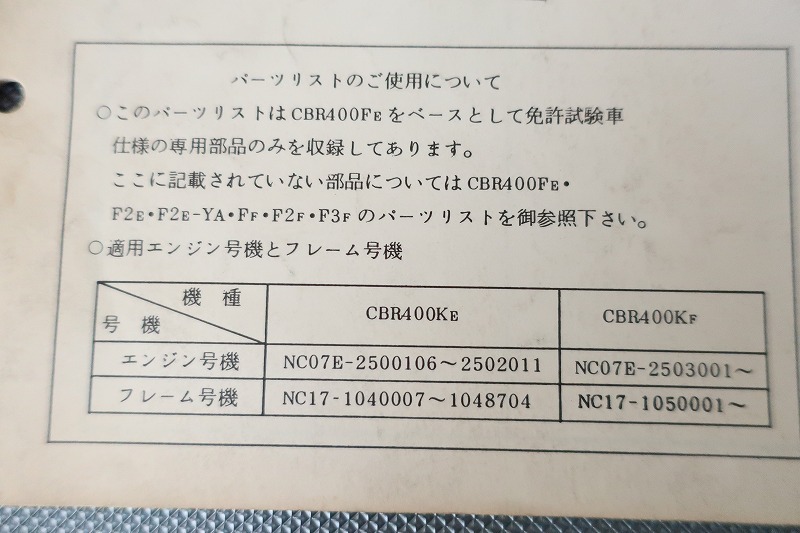 パーツリストのご使用について
○このパーツリストはCBR400FEをベースとして免許試験車
仕様の専用部品のみを収録してあります。
ここに記載されていない部品についてはCBR400FE・
F2E・F2E-YA・FF・F2F・F3Fのパーツリストを御参照下さい。
○適用エンジン号機とフレーム号機
機 種
号 機
CBR400KE
CBR400KF
エンジン号機
NC07E-2500106～2502011
NC07E-2503001～
フレーム号機
NC17-1040007～1048704
NC17-1050001～